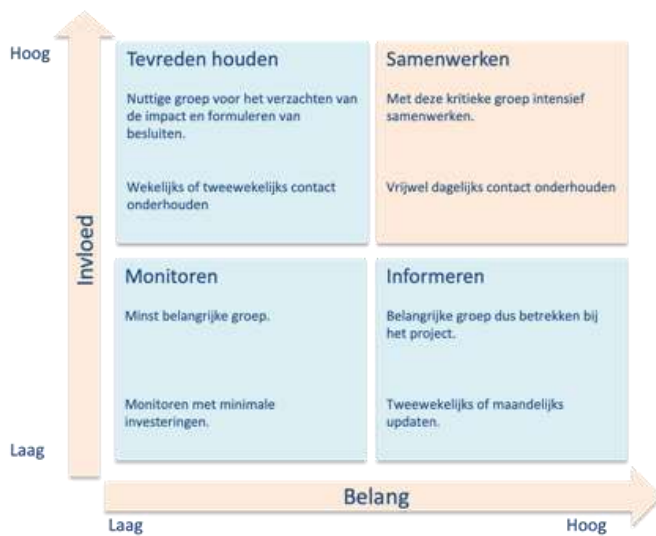 Hoog
Tevreden houden
Nuttige groep voor het verzachten van
de impact en formuleren van
besluiten.
Wekelijks of tweewekelijks contact
onderhouden
Samenwerken
Met deze kritieke groep intensief
samenwerken.
Vrijwel dagelijks contact onderhouden
Invloed
Monitoren
Minst belangrijke groep.
Monitoren met minimale
investeringen.
Informeren
Belangrijke groep dus betrekken bij
het project.
Tweewekelijks of maandelijks
updaten.
Laag
Belang
Laag
Hoog